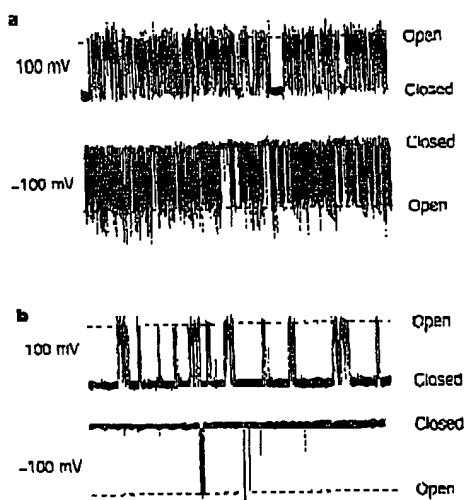 a
Open
100 mV
Closed
Closed
–100 mV
Open
b
Open
100 mV
Closed
Closed
–100 mV
Open